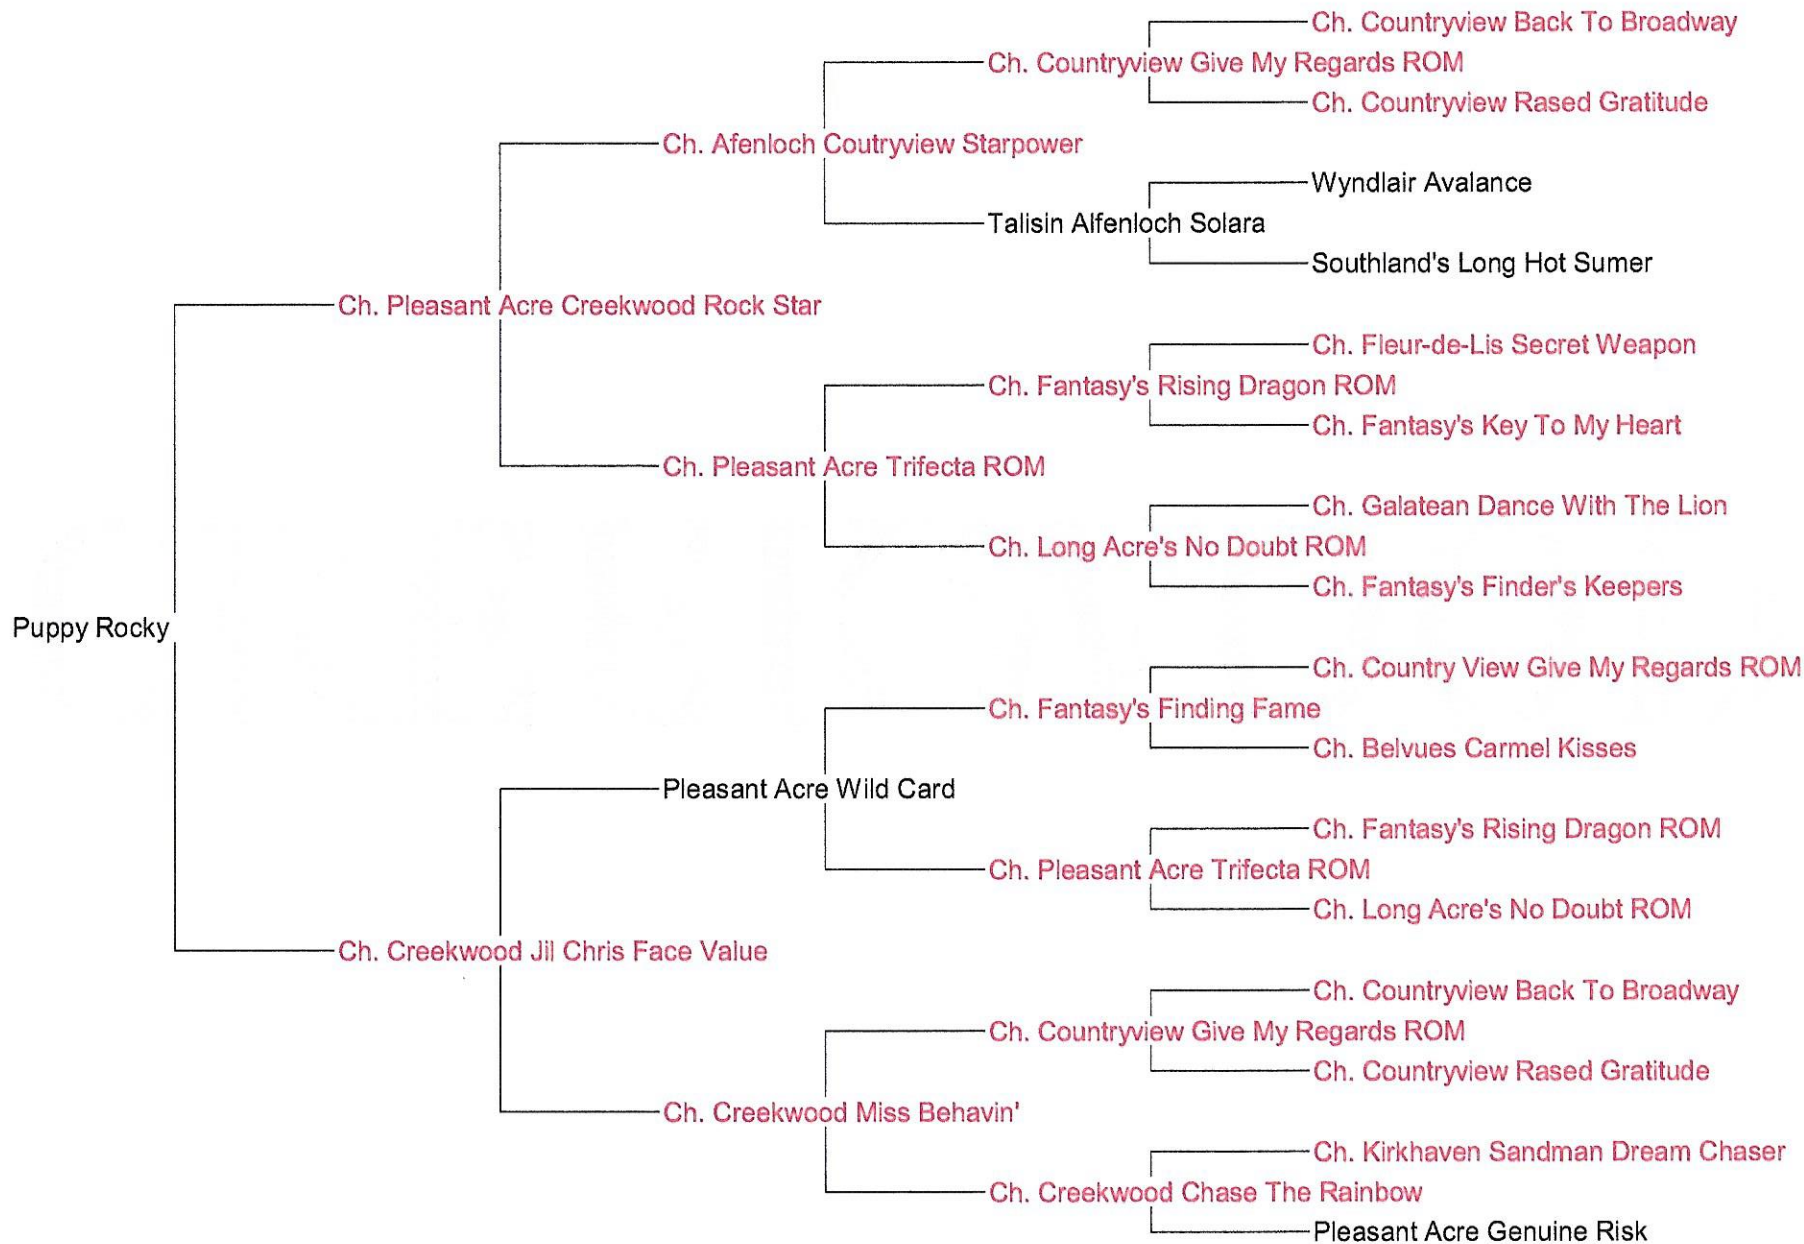 Ch. Countryview Back To Broadway
Ch. Countryview Give My Regards ROM
Ch. Countryview Rased Gratitude
Ch. Afenloch Coutryview Starpower
Wyndlair Avalance
Talisin Alfenloch Solara
Southland's Long Hot Sumer
Ch. Pleasant Acre Creekwood Rock Star
Ch. Fleur-de-Lis Secret Weapon
Ch. Fantasy's Rising Dragon ROM
Ch. Fantasy's Key To My Heart
Ch. Pleasant Acre Trifecta ROM
Ch. Galatean Dance With The Lion
Ch. Long Acre's No Doubt ROM
Ch. Fantasy's Finder's Keepers
Puppy Rocky
Ch. Country View Give My Regards ROM
Ch. Fantasy's Finding Fame
Ch. Belvues Carmel Kisses
Pleasant Acre Wild Card
Ch. Fantasy's Rising Dragon ROM
Ch. Pleasant Acre Trifecta ROM
Ch. Long Acre's No Doubt ROM
Ch. Creekwood Jil Chris Face Value
Ch. Countryview Back To Broadway
Ch. Countryview Give My Regards ROM
Ch. Countryview Rased Gratitude
Ch. Creekwood Miss Behavin'
Ch. Kirkhaven Sandman Dream Chaser
Ch. Creekwood Chase The Rainbow
Pleasant Acre Genuine Risk